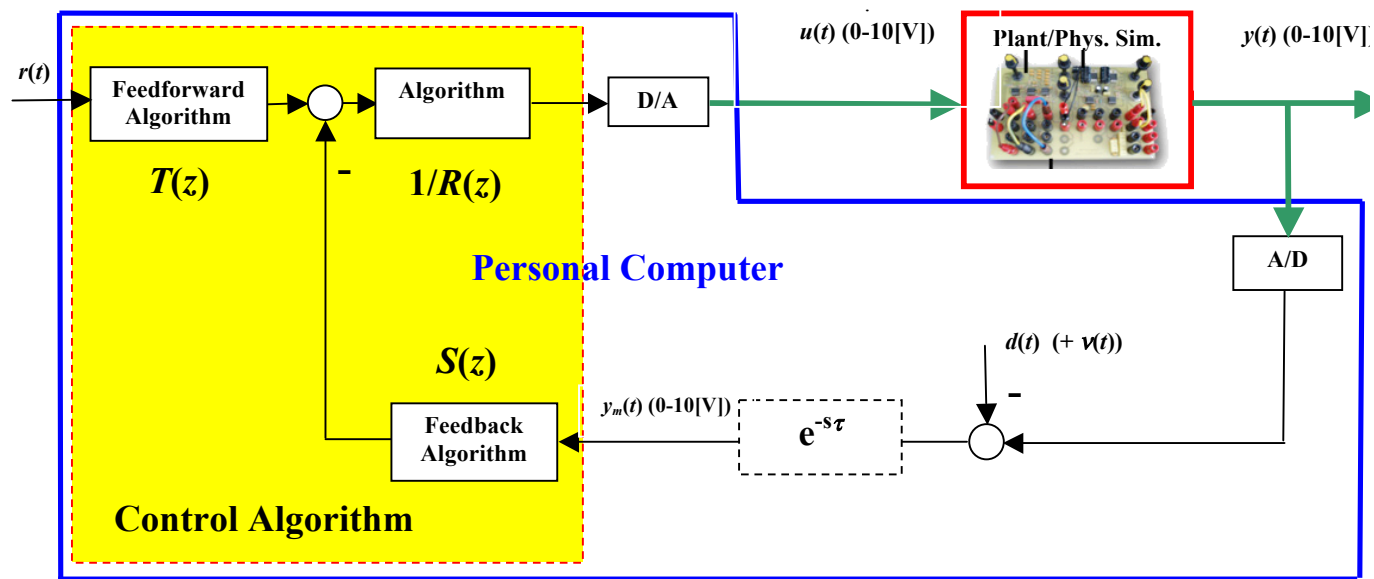 u(t) (0-10[V])
Plant/Phys. Sim.
y(t) (0-10[V])
r(t)
Feedforward
Algorithm
Algorithm
D/A
-
T(z)
1/R(z)
A/D
Personal Computer
d(t) (+ v(t))
S(z)
-
y_m(t) (0-10[V])
e^{-sτ}
Feedback
Algorithm
Control Algorithm